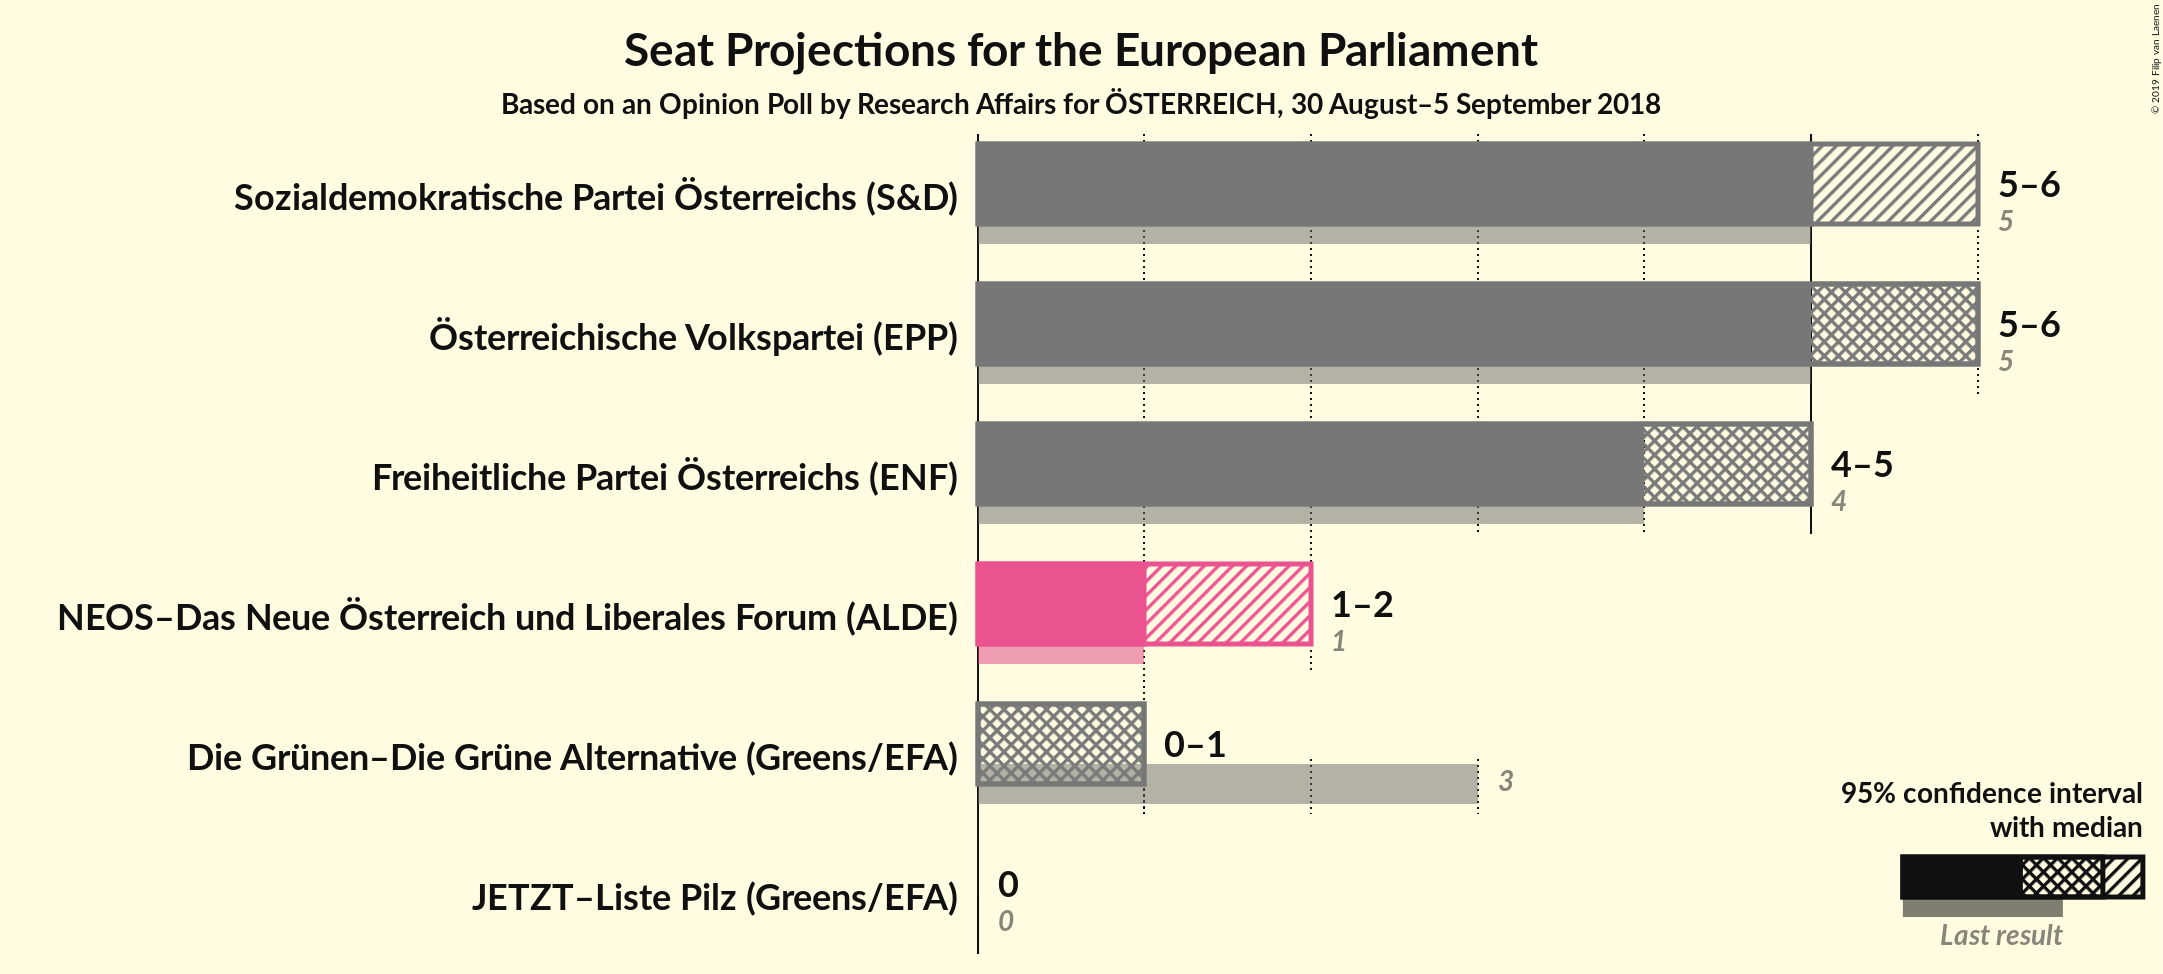 Seat Projections for the European Parliament
Based on an Opinion Poll by Research Affairs for ÖSTERREICH, 30 August–5 September 2018
© 2019 Filip van Laenen
Sozialdemokratische Partei Österreichs (S&D)
5–6
5
Österreichische Volkspartei (EPP)
5–6
5
Freiheitliche Partei Österreichs (ENF)
4–5
4
NEOS–Das Neue Österreich und Liberales Forum (ALDE)
1–2
1
Die Grünen–Die Grüne Alternative (Greens/EFA)
0–1
3
JETZT–Liste Pilz (Greens/EFA)
0
0
95% confidence interval
with median
Last result